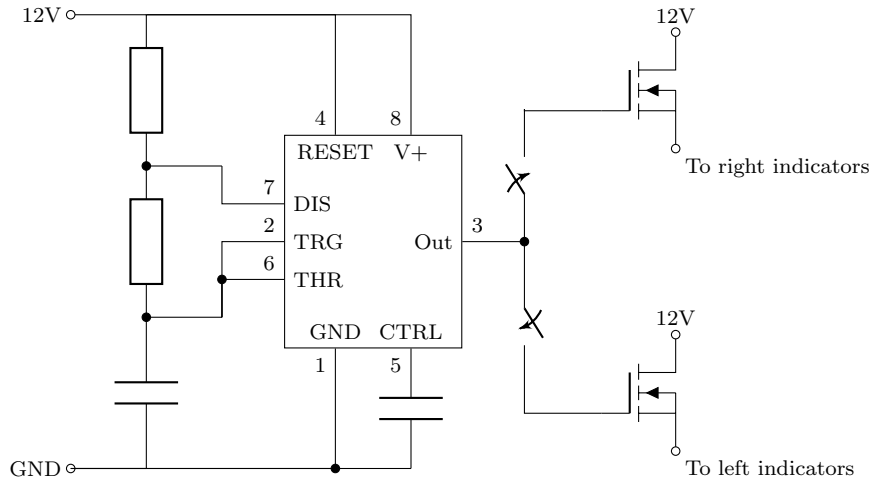 12V
12V
4
8
RESET
V+
To right indicators
7
DIS
2
TRG
3
Out
6
THR
12V
GND
CTRL
1
5
GND
To left indicators